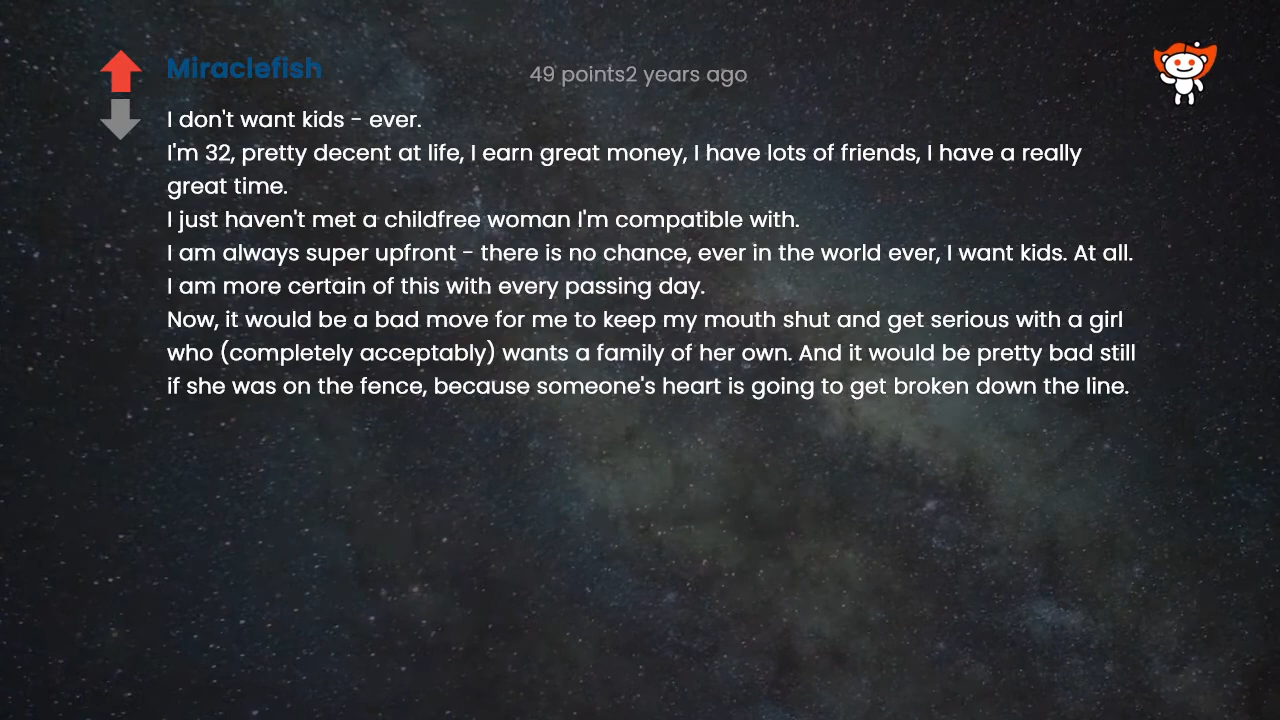 Miraclefish
49 points2 years ago
I don't want kids - ever.
I'm 32, pretty decent at life, I earn great money, I have lots of friends, I have a really
great time.
I just haven't met a childfree woman I'm compatible with.
I am always super upfront - there is no chance, ever in the world ever, I want kids. At all.
I am more certain of this with every passing day.
Now, it would be a bad move for me to keep my mouth shut and get serious with a girl
who (completely acceptably) wants a family of her own. And it would be pretty bad still
if she was on the fence, because someone's heart is going to get broken down the line.